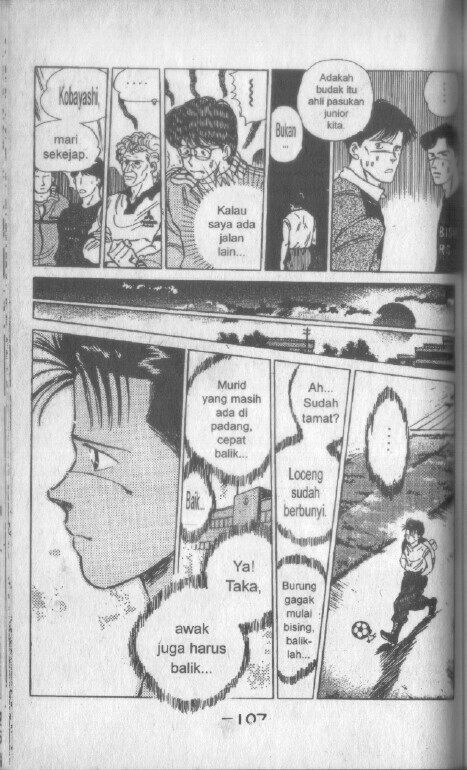 ....
Adakah
budak itu
ahli pasukan
junior
kita.
Bukan
...
....
Kalau
saya ada
jalan
lain...
....
Kobayashi,
mari
sekejap.
....
Ah...
Sudah
tamat?
Loceng
sudah
berbunyi.
Burung
gagak
mulai
bising,
balik-
lah...
Murid
yang masih
ada di
padang,
cepat
balik...
Baik...
Ya!
Taka,
awak
juga harus
balik...
107